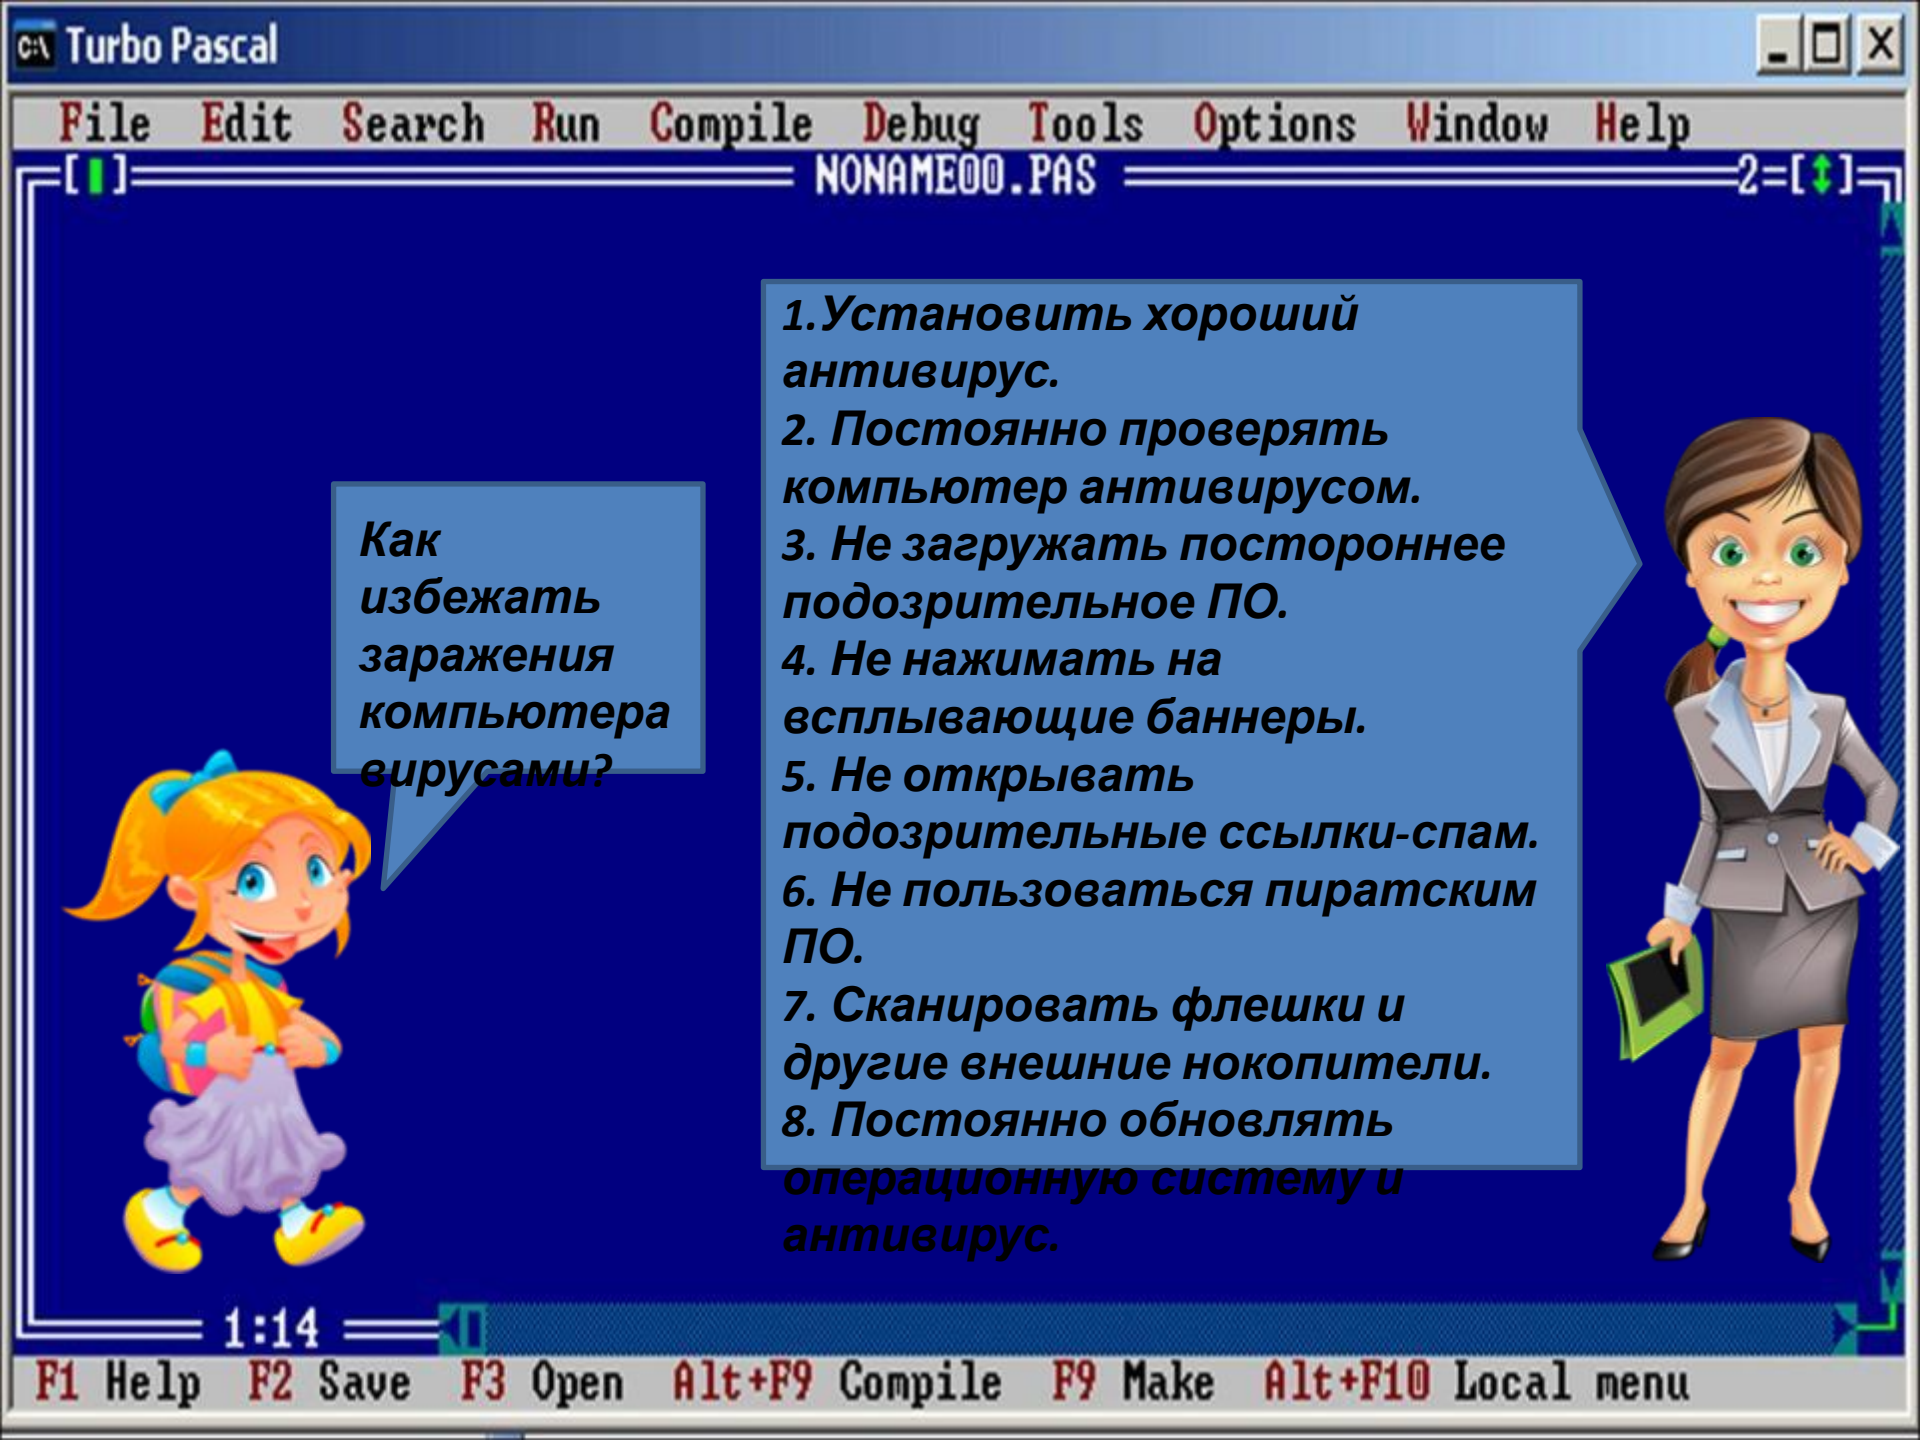 Turbo Pascal
File Edit Search Run Compile Debug Tools Options Window Help
NONAME00.PAS 2=[↕]
Как
избежать
заражения
компьютера
вирусами?
1.Установить хороший
антивирус.
2. Постоянно проверять
компьютер антивирусом.
3. Не загружать постороннее
подозрительное ПО.
4. Не нажимать на
всплывающие баннеры.
5. Не открывать
подозрительные ссылки-спам.
6. Не пользоваться пиратским
ПО.
7. Сканировать флешки и
другие внешние нокопители.
8. Постоянно обновлять
операционную систему и
антивирус.
1:14
F1 Help F2 Save F3 Open Alt+F9 Compile F9 Make Alt+F10 Local menu